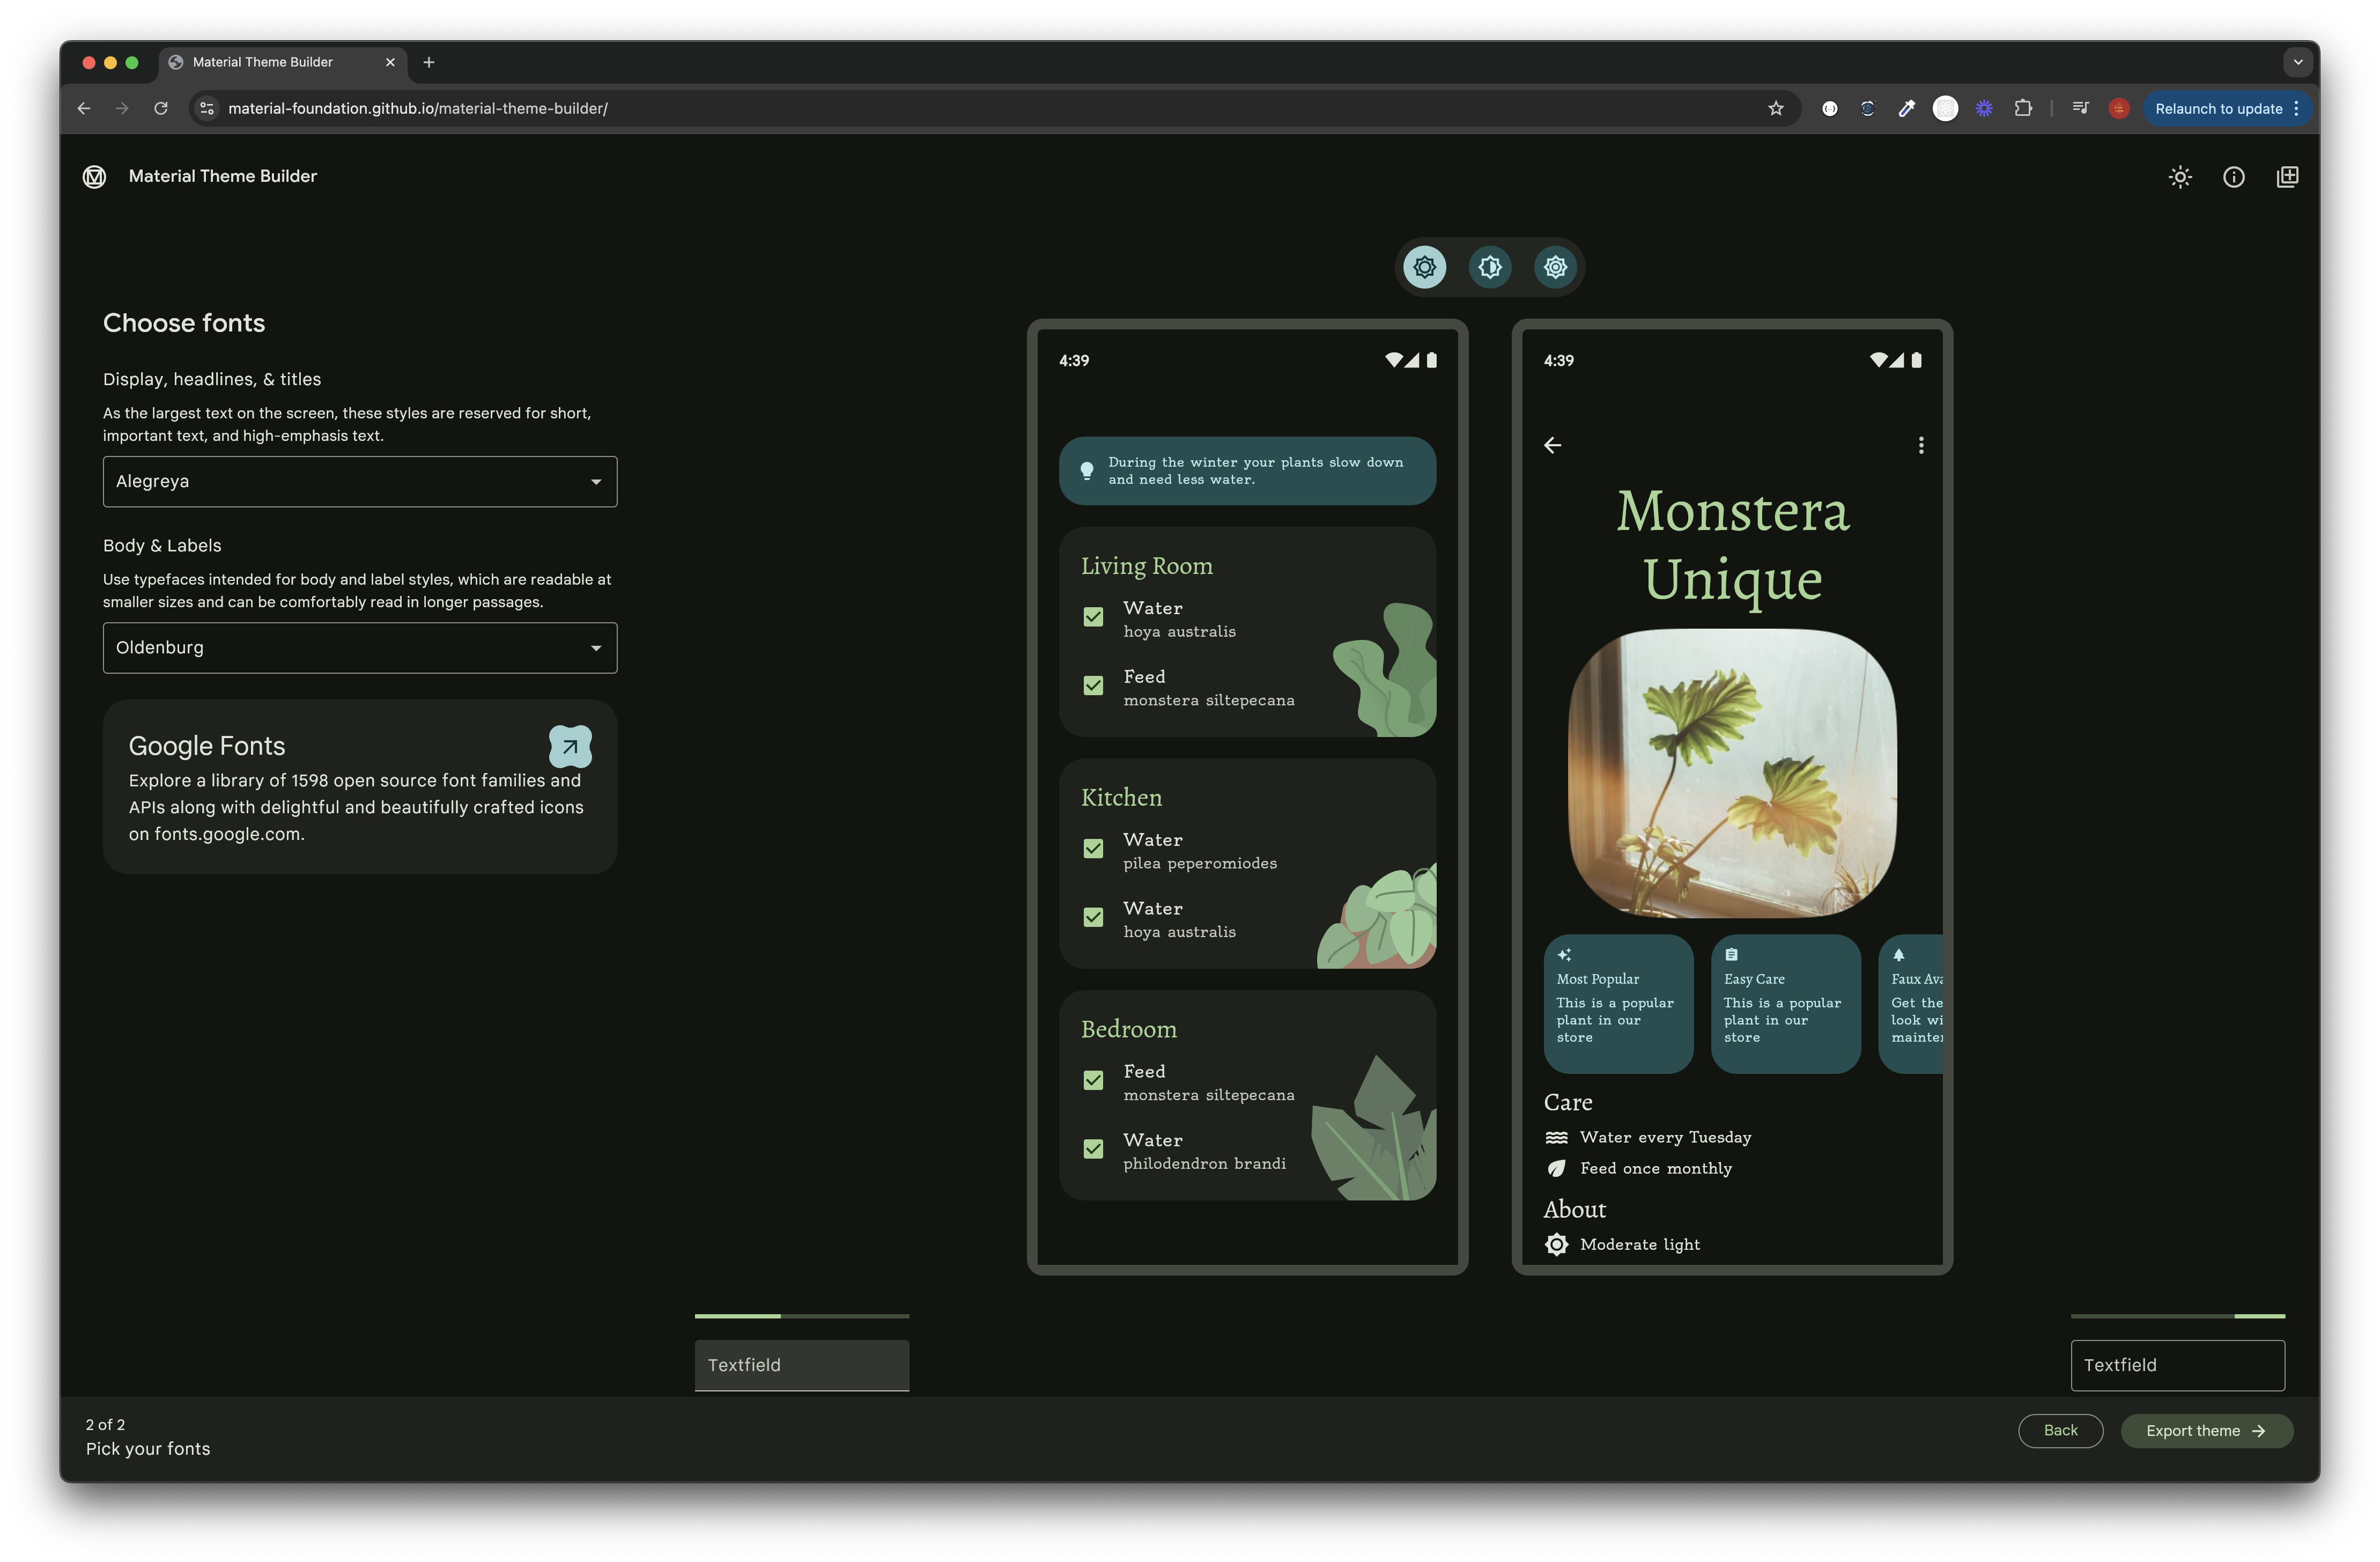 Material Theme Builder
material-foundation.github.io/material-theme-builder/
Relaunch to update
Material Theme Builder
Choose fonts
Display, headlines, & titles
As the largest text on the screen, these styles are reserved for short,
important text, and high-emphasis text.
Alegreya
Body & Labels
Use typefaces intended for body and label styles, which are readable at
smaller sizes and can be comfortably read in longer passages.
Oldenburg
Google Fonts
Explore a library of 1598 open source font families and
APIs along with delightful and beautifully crafted icons
on fonts.google.com.
4:39
During the winter your plants slow down
and need less water.
Living Room
Water
hoya australis
Feed
monstera siltepecana
Kitchen
Water
pilea peperomiodes
Water
hoya australis
Bedroom
Feed
monstera siltepecana
Water
philodendron brandi
4:39
Monstera
Unique
Most Popular
This is a popular
plant in our
store
Easy Care
This is a popular
plant in our
store
Faux Ava
Get the
look wi
mainter
Care
Water every Tuesday
Feed once monthly
About
Moderate light
Textfield
Textfield
2 of 2
Pick your fonts
Back
Export theme